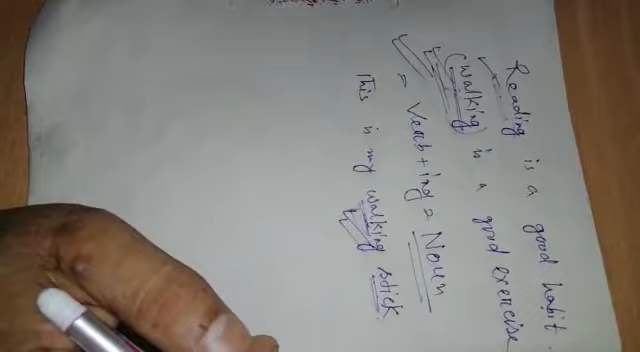 Reading is a good habit.
(walking) is a good exercise
= Verb + ing = Noun
This is my walking stick.